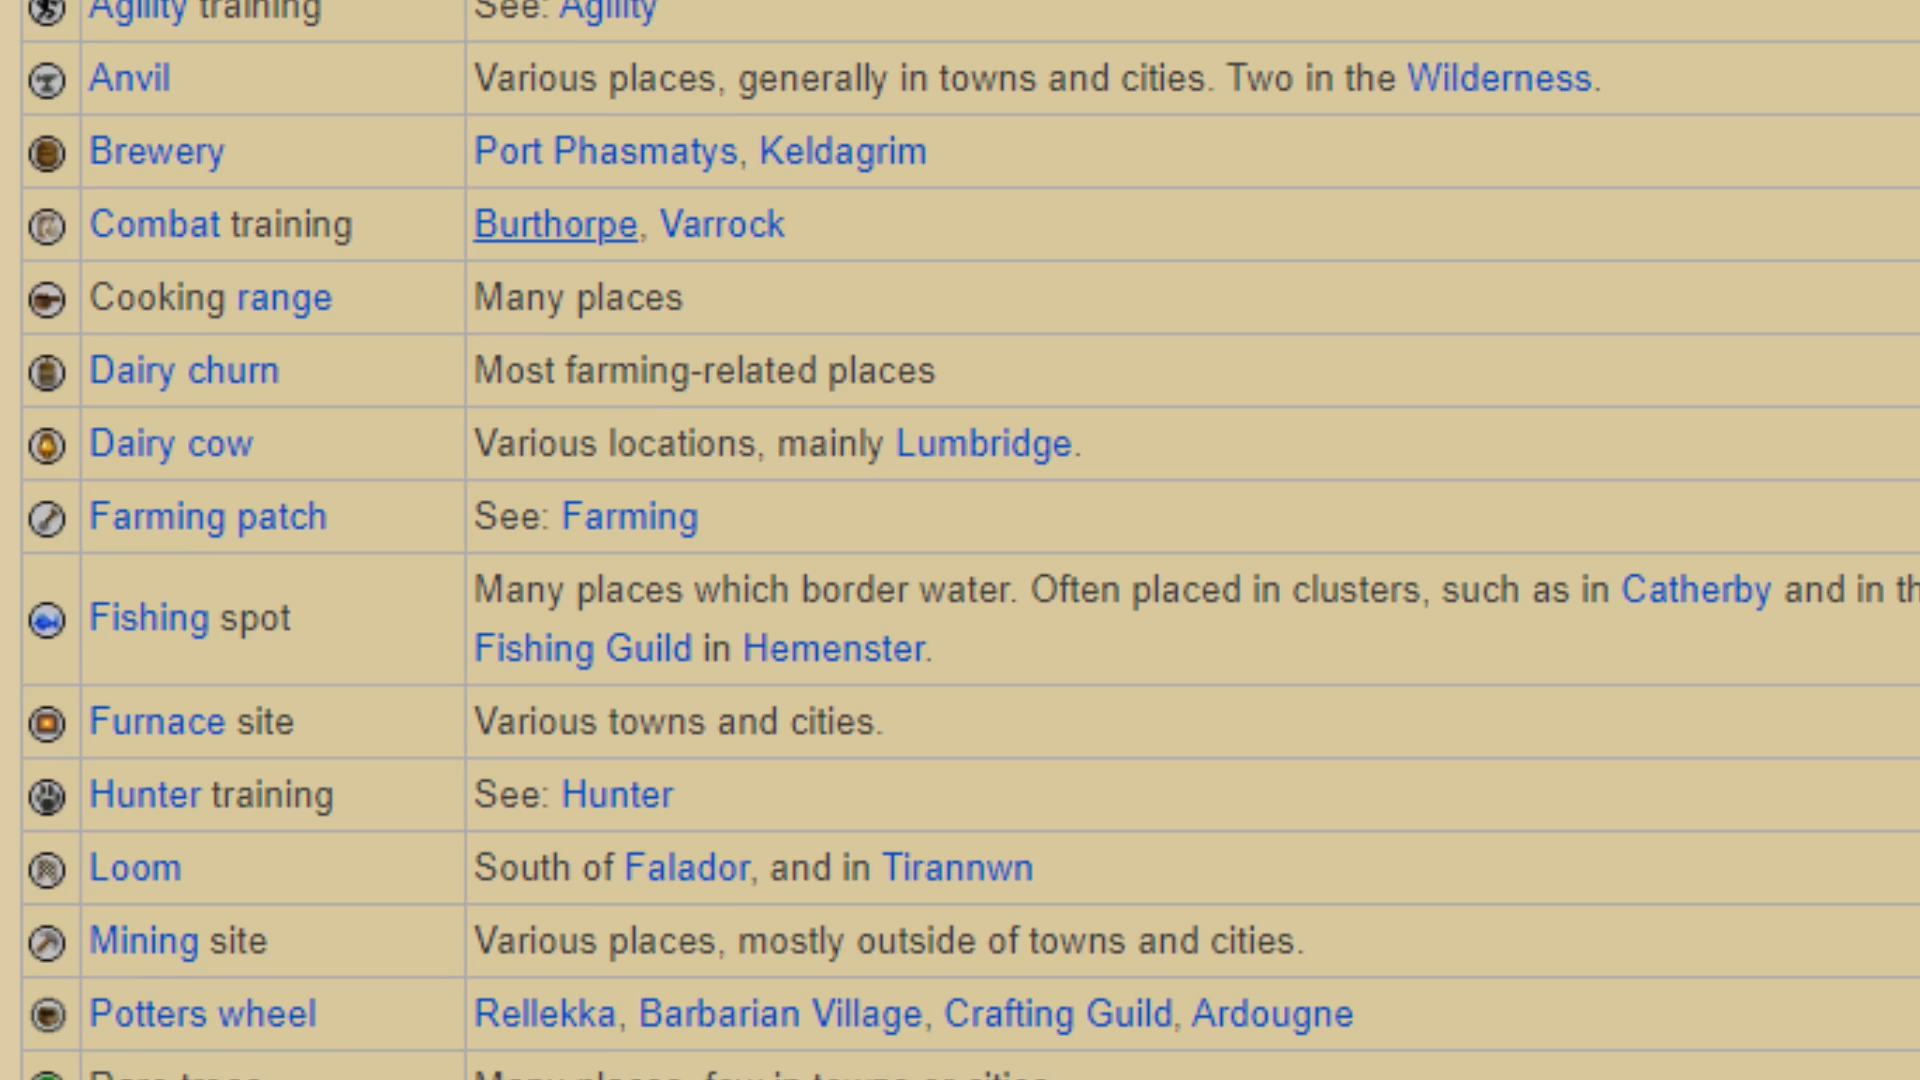 Agility training See: Agility
Anvil Various places, generally in towns and cities. Two in the Wilderness.
Brewery Port Phasmatys, Keldagrim
Combat training Burthorpe, Varrock
Cooking range Many places
Dairy churn Most farming-related places
Dairy cow Various locations, mainly Lumbridge.
Farming patch See: Farming
Fishing spot Many places which border water. Often placed in clusters, such as in Catherby and in
Fishing Guild in Hemenster.
Furnace site Various towns and cities.
Hunter training See: Hunter
Loom South of Falador, and in Tirannwn
Mining site Various places, mostly outside of towns and cities.
Potters wheel Rellekka, Barbarian Village, Crafting Guild, Ardougne